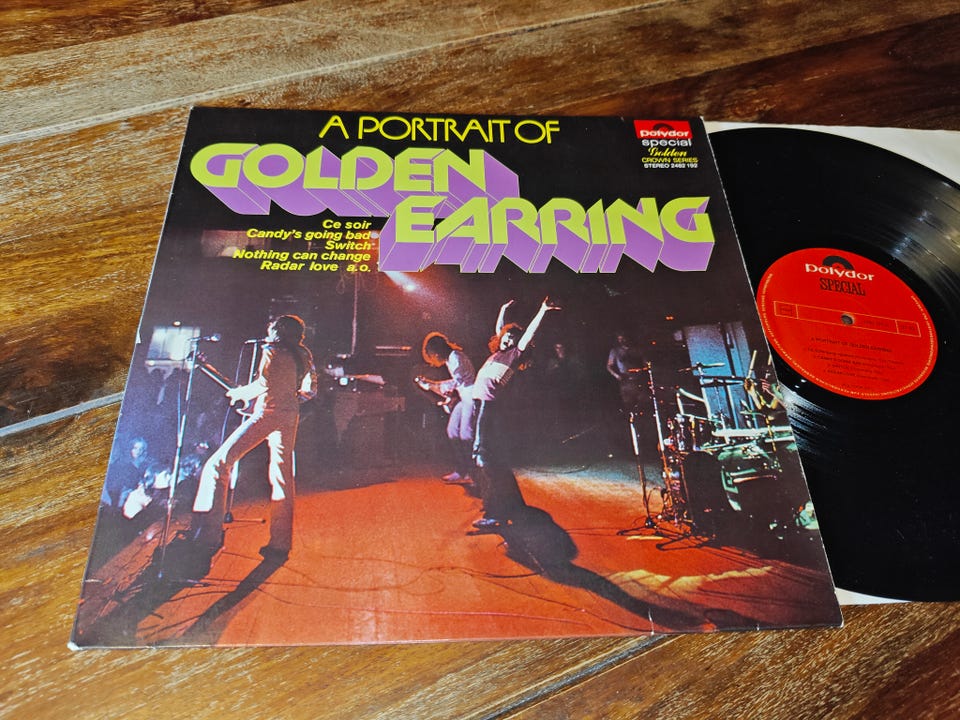 A PORTRAIT OF
GOLDEN
EARRING
Polydor
special
Golden
CROWN SERIES
STEREO 2482 192
Ce soir
Candy's going bad
Switch
Nothing can change
Radar love a.o.
Polydor
SPECIAL
A PORTRAIT OF GOLDEN EARRING